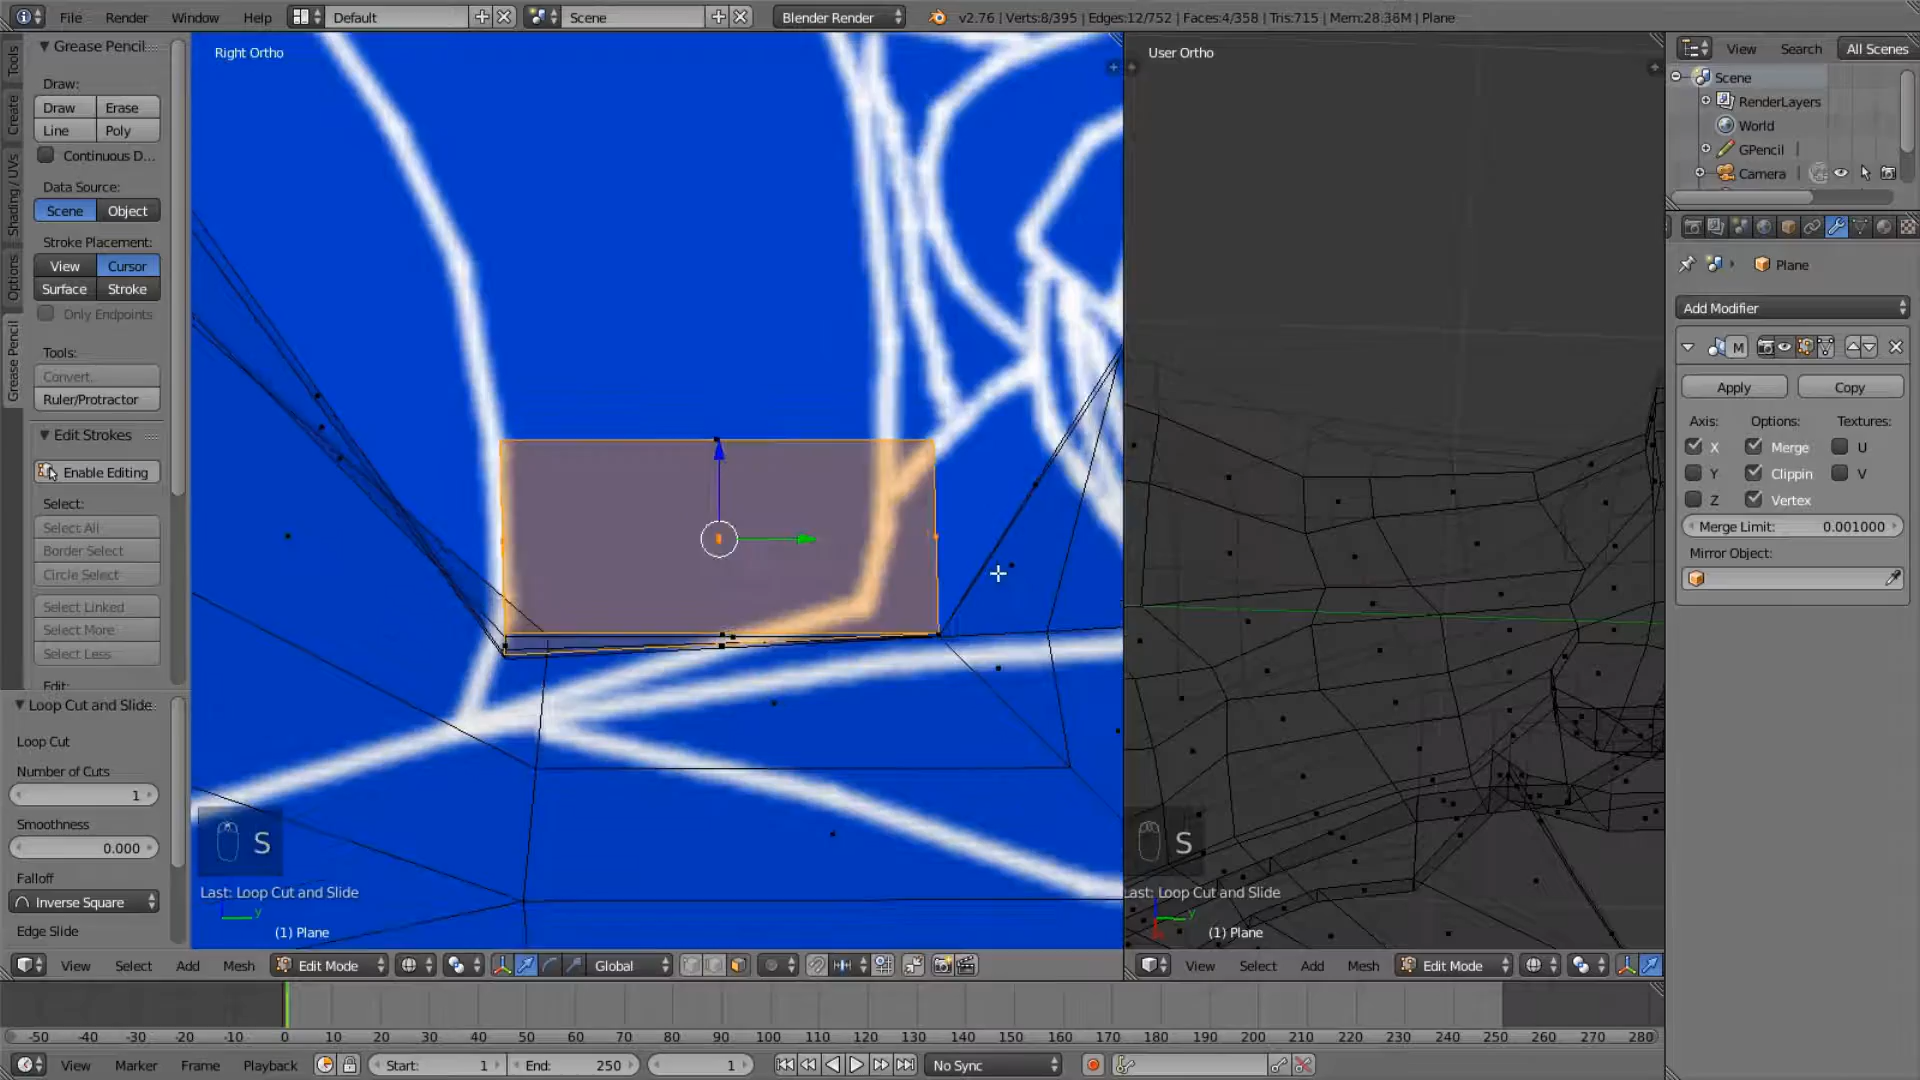 File Render Window Help Default Scene Blender Render v2.76 | Verts:8/395 | Edges:12/752 | Faces:4/358 | Tris:715 | Mem:28.36M | Plane
Tools
Create
Shading / UVs
Options
Grease Pencil
Grease Pencil
Draw:
Draw Erase
Line Poly
Continuous D...
Data Source:
Scene Object
Stroke Placement:
View Cursor
Surface Stroke
Only Endpoints
Tools:
Convert...
Ruler/Protractor
Edit Strokes
Enable Editing
Select:
Select All
Border Select
Circle Select
Select Linked
Select More
Select Less
Edit:
Loop Cut and Slide
Loop Cut
Number of Cuts
1
Smoothness
0.000
Falloff
Inverse Square
Edge Slide
Right Ortho
S
Last: Loop Cut and Slide
y
(1) Plane
User Ortho
S
Last: Loop Cut and Slide
y
(1) Plane
View Select Add Mesh Edit Mode Global
View Select Add Mesh Edit Mode
View Search All Scenes
Scene
RenderLayers
World
GPencil
Camera
Plane
Add Modifier
M
Apply Copy
Axis: Options: Textures:
X Merge U
Y Clippin V
Z Vertex
Merge Limit: 0.001000
Mirror Object:
-50 -40 -30 -20 -10 0 10 20 30 40 50 60 70 80 90 100 110 120 130 140 150 160 170 180 190 200 210 220 230 240 250 260 270 280
View Marker Frame Playback Start: 1 End: 250 1 No Sync